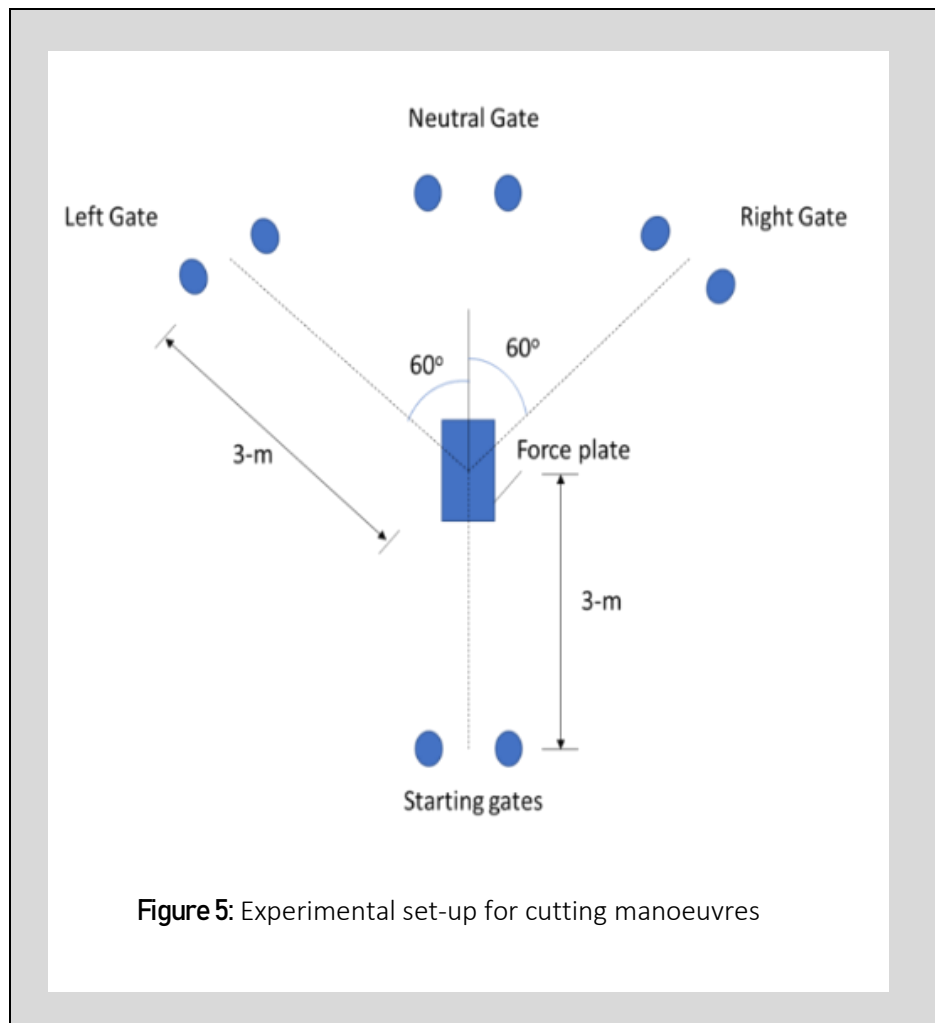 Neutral Gate
Left Gate
Right Gate
60º
60º
Force plate
3-m
3-m
Starting gates
Figure 5: Experimental set-up for cutting manoeuvres